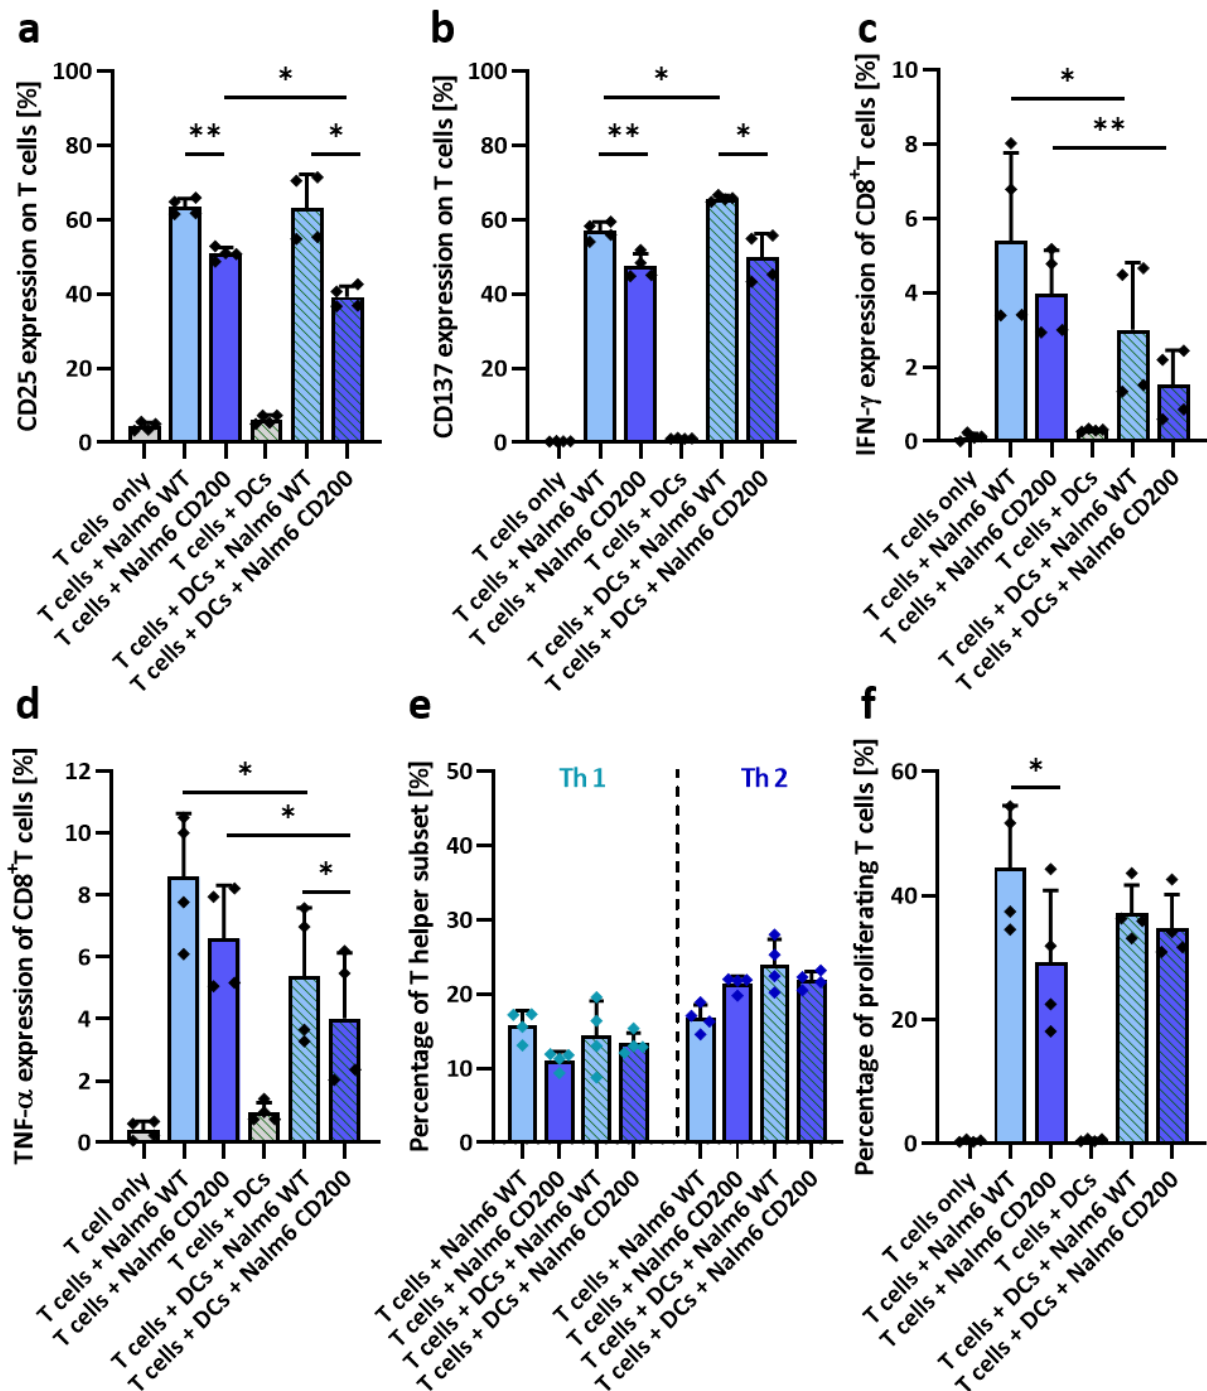 a
CD25 expression on T cells [%]
100
80
60
40
20
0
*
**
*
T cells only
T cells + Nalm6 WT
T cells + Nalm6 CD200
T cells + DCs
T cells + DCs + Nalm6 WT
T cells + DCs + Nalm6 CD200
b
CD137 expression on T cells [%]
100
80
60
40
20
0
*
**
*
T cells only
T cells + Nalm6 WT
T cells + Nalm6 CD200
T cells + DCs
T cells + DCs + Nalm6 WT
T cells + DCs + Nalm6 CD200
c
IFN-γ expression of CD8⁺T cells [%]
10
8
6
4
2
0
*
**
T cells only
T cells + Nalm6 WT
T cells + Nalm6 CD200
T cells + DCs
T cells + DCs + Nalm6 WT
T cells + DCs + Nalm6 CD200
d
TNF-α expression of CD8⁺T cells [%]
12
10
8
6
4
2
0
*
*
*
T cell only
T cells + Nalm6 WT
T cells + Nalm6 CD200
T cells + DCs
T cells + DCs + Nalm6 WT
T cells + DCs + Nalm6 CD200
e
Percentage of T helper subset [%]
50
40
30
20
10
0
Th 1
Th 2
T cells + Nalm6 WT
T cells + Nalm6 CD200
T cells + DCs + Nalm6 WT
T cells + DCs + Nalm6 CD200
T cells + Nalm6 WT
T cells + Nalm6 CD200
T cells + DCs + Nalm6 WT
T cells + DCs + Nalm6 CD200
f
Percentage of proliferating T cells [%]
60
40
20
0
*
T cells only
T cells + Nalm6 WT
T cells + Nalm6 CD200
T cells + DCs
T cells + DCs + Nalm6 WT
T cells + DCs + Nalm6 CD200